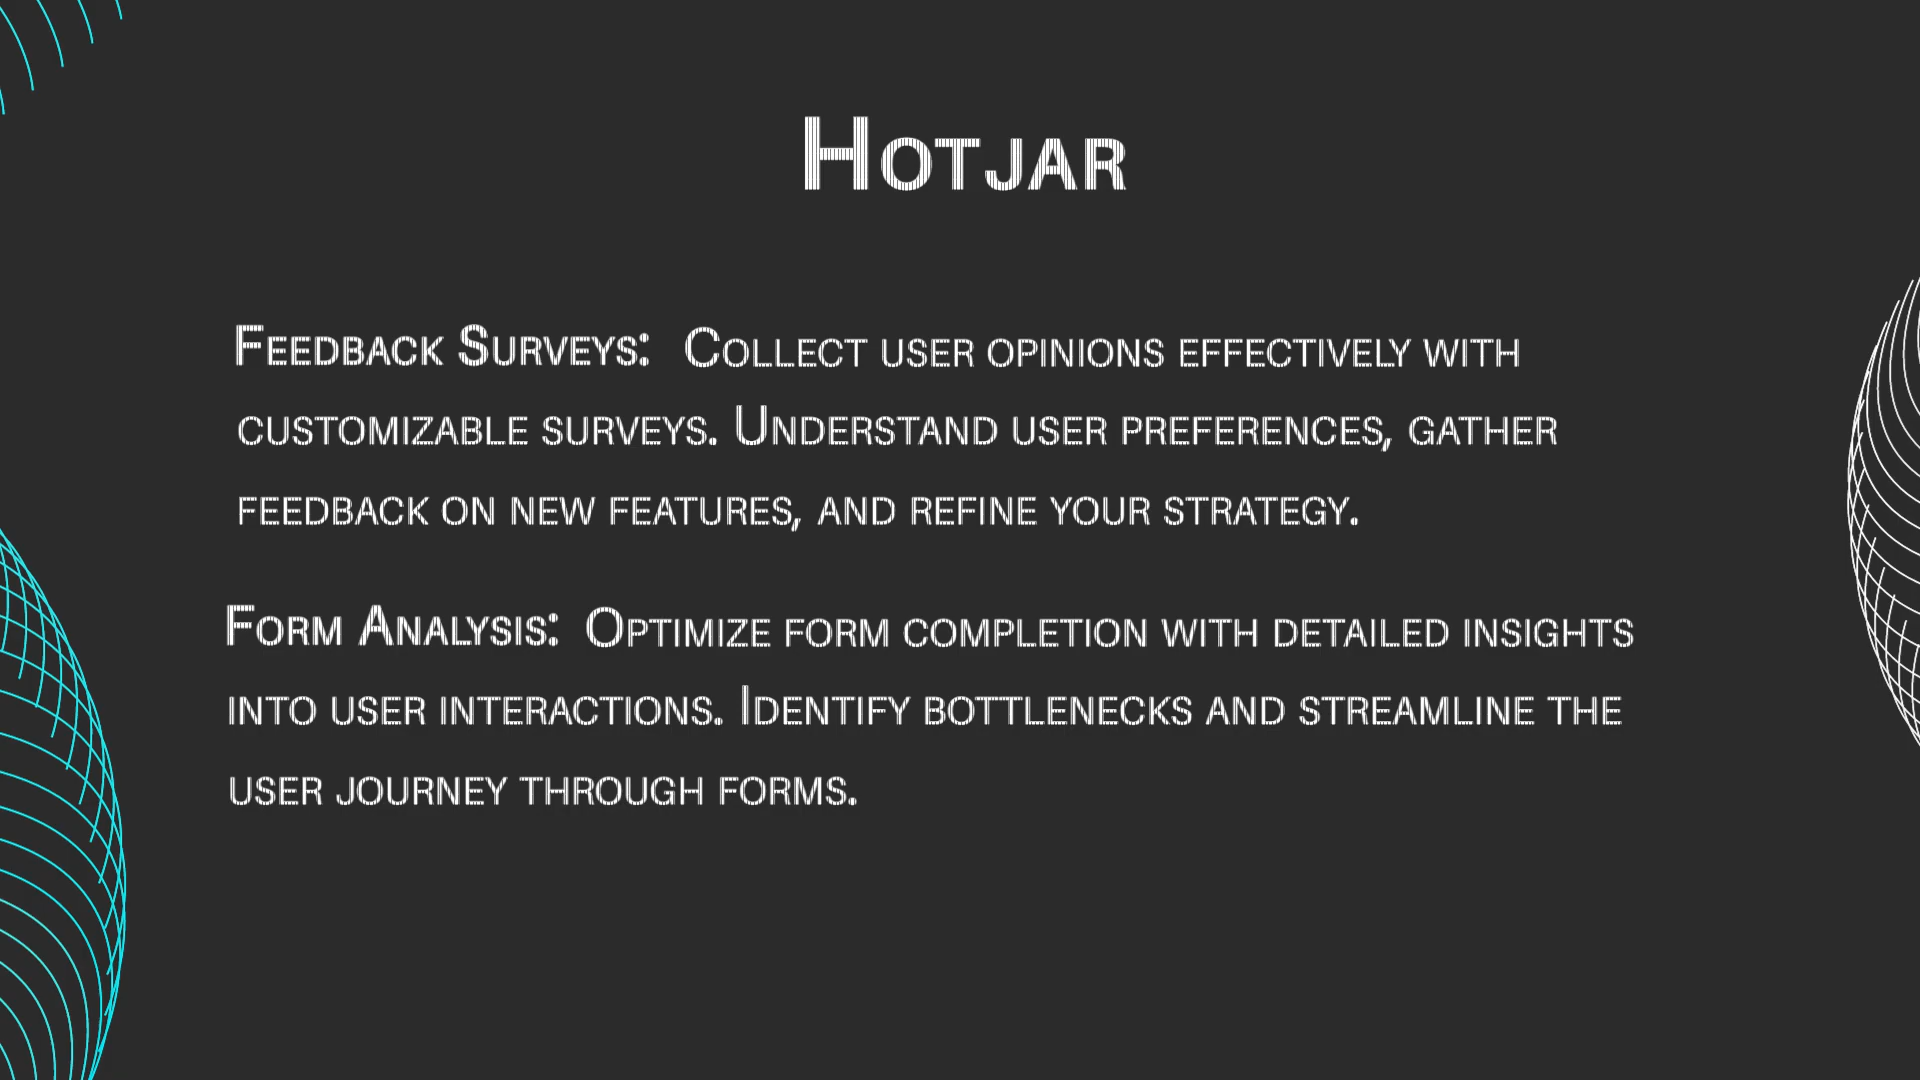 Hotjar
Feedback Surveys: Collect user opinions effectively with
customizable surveys. Understand user preferences, gather
feedback on new features, and refine your strategy.
Form Analysis: Optimize form completion with detailed insights
into user interactions. Identify bottlenecks and streamline the
user journey through forms.